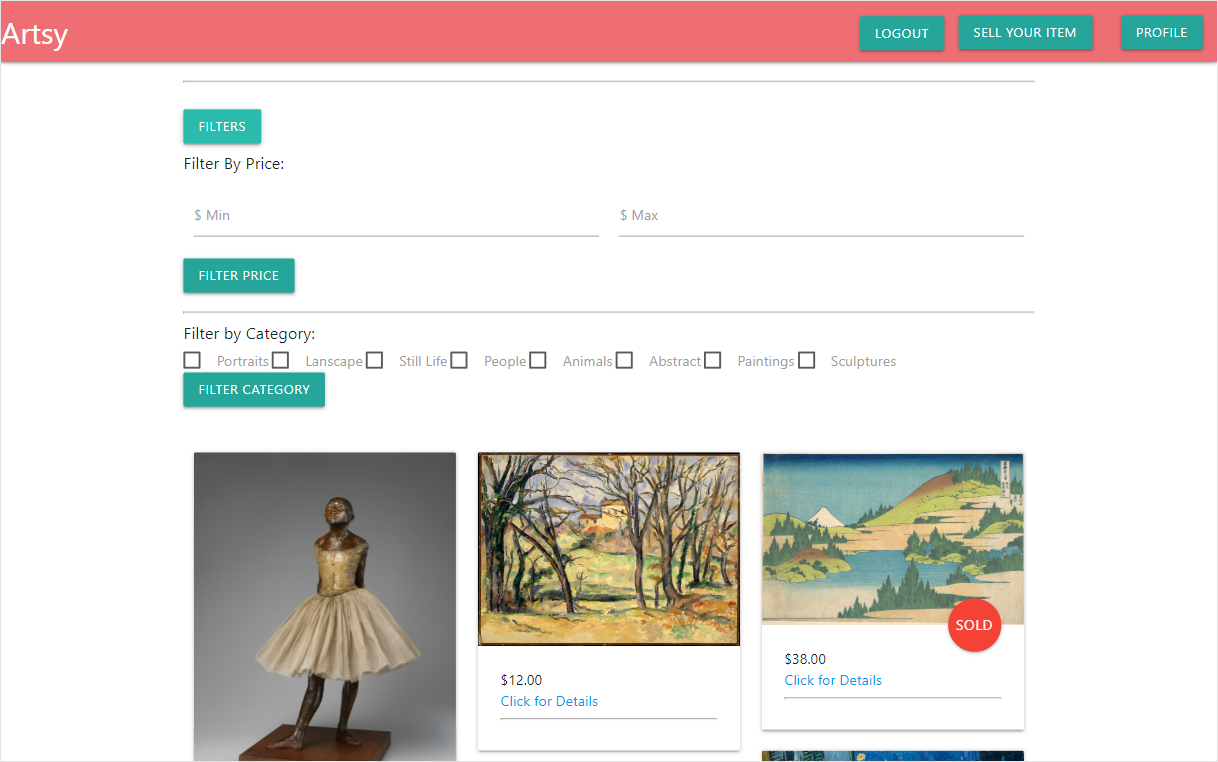 Artsy
LOGOUT SELL YOUR ITEM PROFILE
FILTERS
Filter By Price:
$ Min $ Max
FILTER PRICE
Filter by Category:
Portraits Lanscape Still Life People Animals Abstract Paintings Sculptures
FILTER CATEGORY
SOLD
$38.00
Click for Details
$12.00
Click for Details